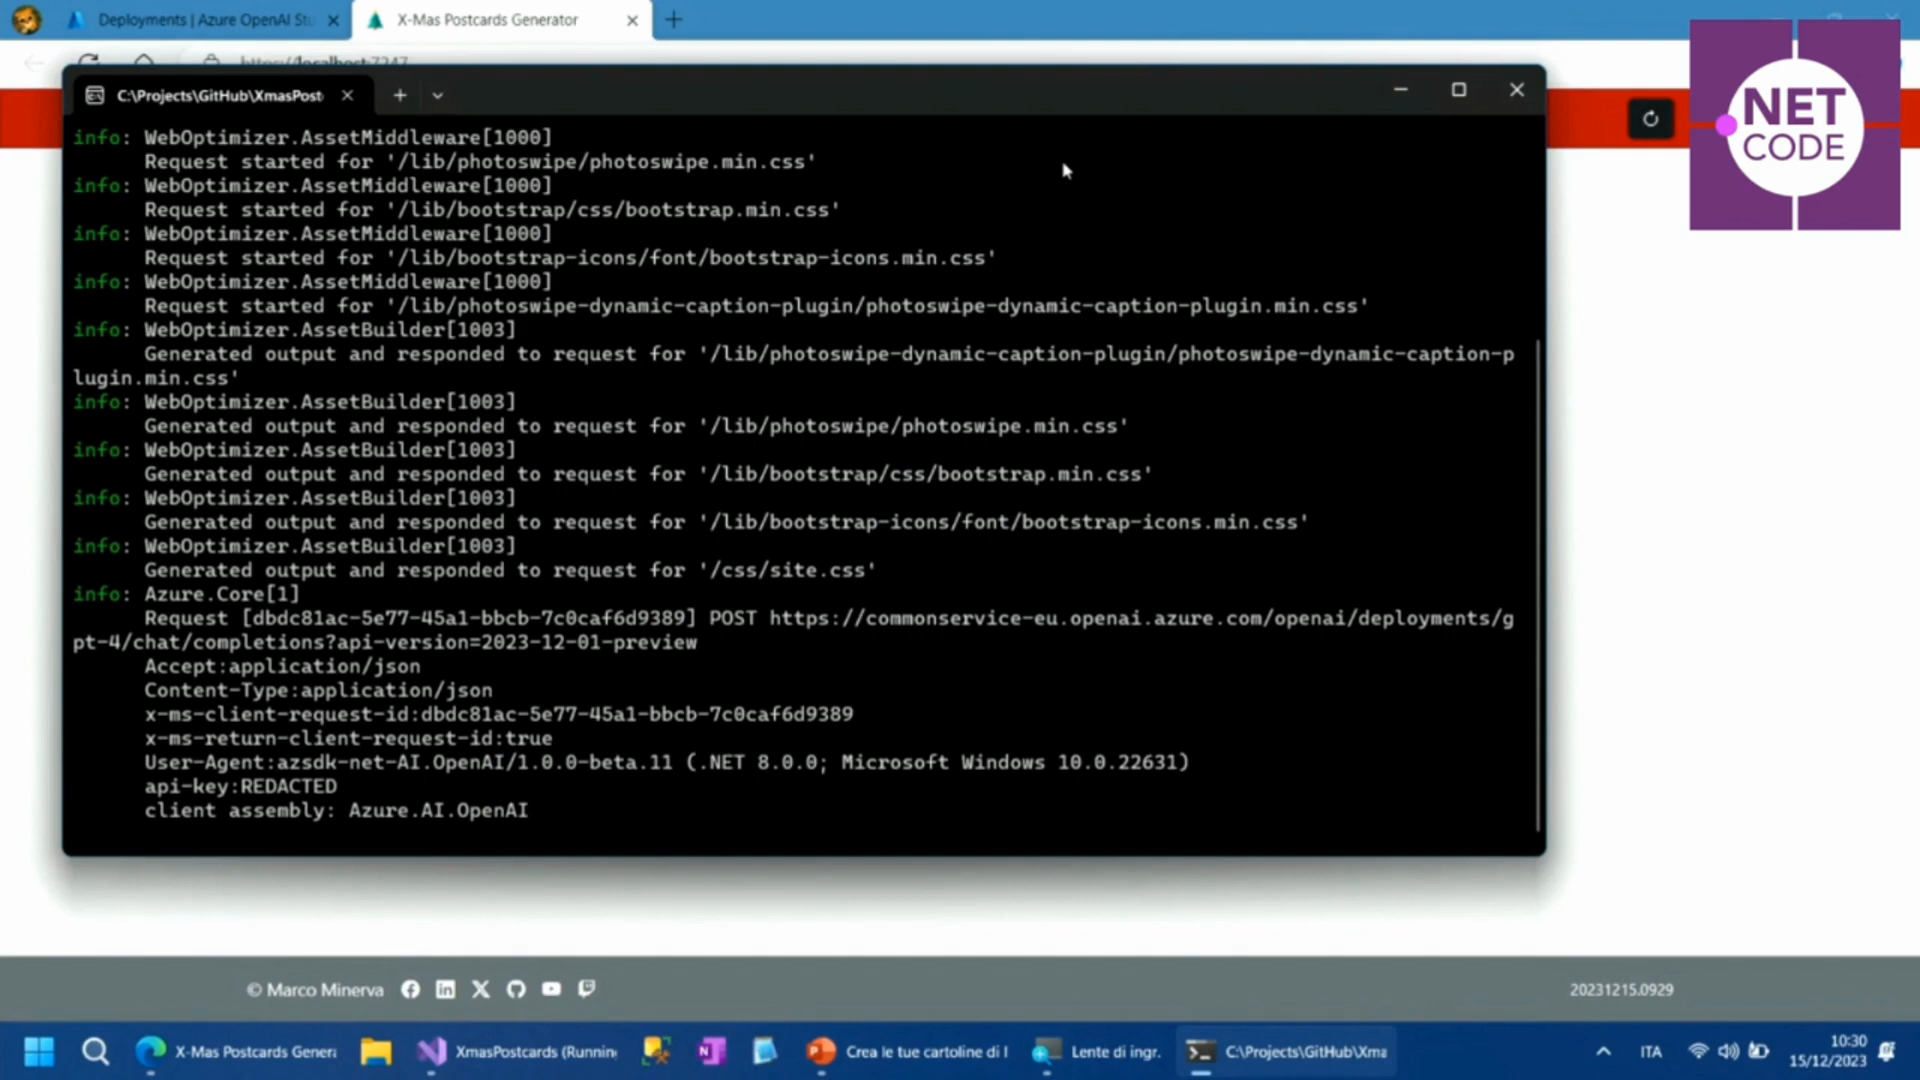 Deployments | Azure OpenAI Stu
X-Mas Postcards Generator
https://localhost:7247
NET
CODE
C:\Projects\GitHub\XmasPost
info: WebOptimizer.AssetMiddleware[1000]
Request started for '/lib/photoswipe/photoswipe.min.css'
info: WebOptimizer.AssetMiddleware[1000]
Request started for '/lib/bootstrap/css/bootstrap.min.css'
info: WebOptimizer.AssetMiddleware[1000]
Request started for '/lib/bootstrap-icons/font/bootstrap-icons.min.css'
info: WebOptimizer.AssetMiddleware[1000]
Request started for '/lib/photoswipe-dynamic-caption-plugin/photoswipe-dynamic-caption-plugin.min.css'
info: WebOptimizer.AssetBuilder[1003]
Generated output and responded to request for '/lib/photoswipe-dynamic-caption-plugin/photoswipe-dynamic-caption-p
lugin.min.css'
info: WebOptimizer.AssetBuilder[1003]
Generated output and responded to request for '/lib/photoswipe/photoswipe.min.css'
info: WebOptimizer.AssetBuilder[1003]
Generated output and responded to request for '/lib/bootstrap/css/bootstrap.min.css'
info: WebOptimizer.AssetBuilder[1003]
Generated output and responded to request for '/lib/bootstrap-icons/font/bootstrap-icons.min.css'
info: WebOptimizer.AssetBuilder[1003]
Generated output and responded to request for '/css/site.css'
info: Azure.Core[1]
Request [dbdc81ac-5e77-45a1-bbcb-7c0caf6d9389] POST https://commonservice-eu.openai.azure.com/openai/deployments/g
pt-4/chat/completions?api-version=2023-12-01-preview
Accept:application/json
Content-Type:application/json
x-ms-client-request-id:dbdc81ac-5e77-45a1-bbcb-7c0caf6d9389
x-ms-return-client-request-id:true
User-Agent:azsdk-net-AI.OpenAI/1.0.0-beta.11 (.NET 8.0.0; Microsoft Windows 10.0.22631)
api-key:REDACTED
client assembly: Azure.AI.OpenAI
© Marco Minerva
20231215.0929
X-Mas Postcards Genera
XmasPostcards (Running
Crea le tue cartoline di
Lente di ingr.
C:\Projects\GitHub\Xma
ITA
10:30
15/12/2023